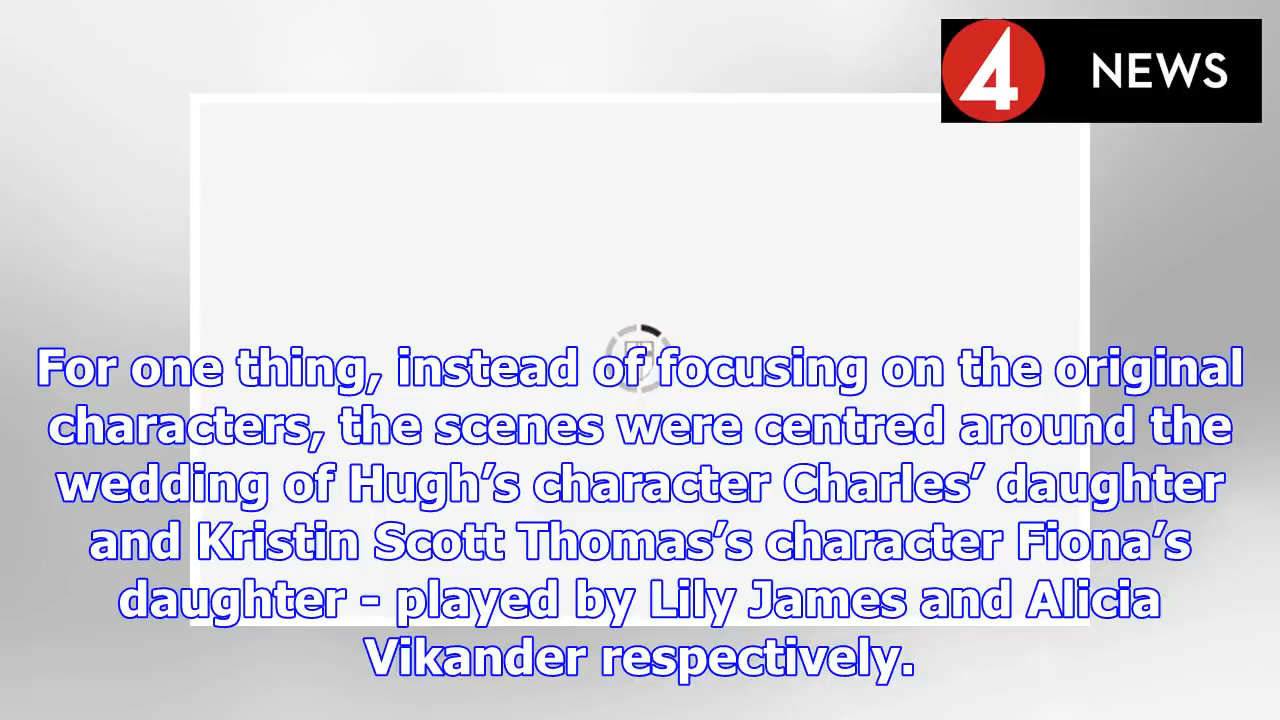 4 NEWS
For one thing, instead of focusing on the original
characters, the scenes were centred around the
wedding of Hugh’s character Charles’ daughter
and Kristin Scott Thomas’s character Fiona’s
daughter - played by Lily James and Alicia
Vikander respectively.